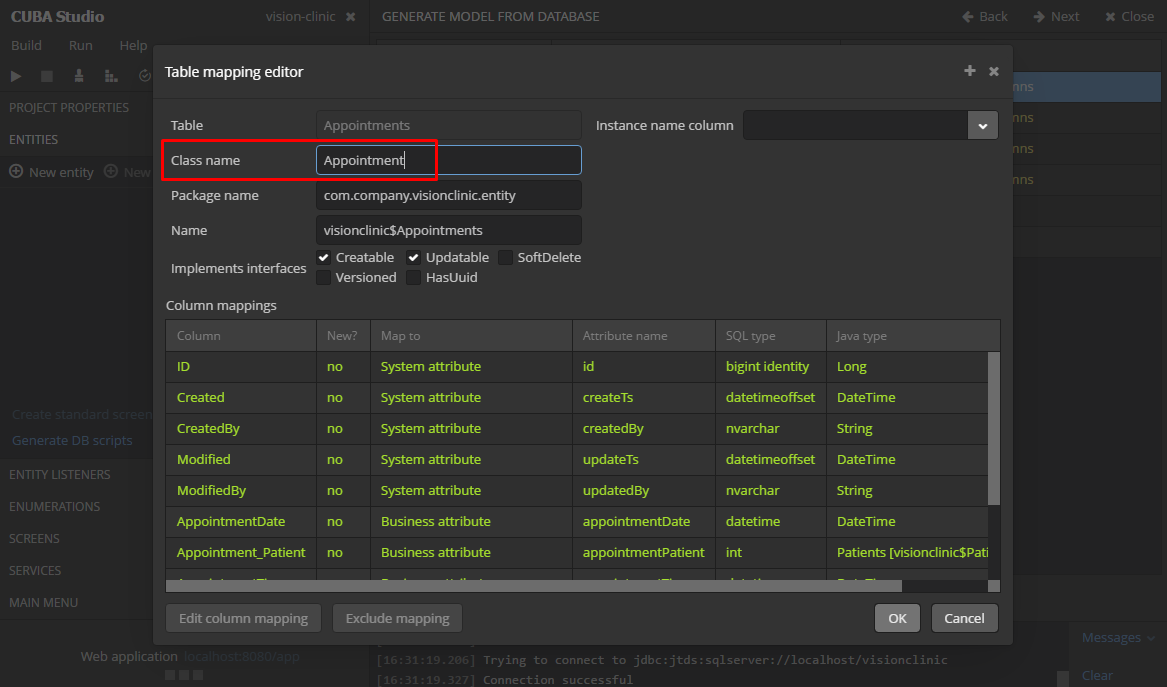 CUBA Studio
vision-clinic
GENERATE MODEL FROM DATABASE
Back
Next
Close
Build Run Help
PROJECT PROPERTIES
ENTITIES
New entity
New
Create standard screen
Generate DB scripts
ENTITY LISTENERS
ENUMERATIONS
SCREENS
SERVICES
MAIN MENU
Web application localhost:8080/app
Table mapping editor
Table Appointments Instance name column
Class name Appointment
Package name com.company.visionclinic.entity
Name visionclinic$Appointments
Implements interfaces
Creatable Updatable SoftDelete
Versioned HasUuid
Column mappings
Column New? Map to Attribute name SQL type Java type
ID no System attribute id bigint identity Long
Created no System attribute createTs datetimeoffset DateTime
CreatedBy no System attribute createdBy nvarchar String
Modified no System attribute updateTs datetimeoffset DateTime
ModifiedBy no System attribute updatedBy nvarchar String
AppointmentDate no Business attribute appointmentDate datetime DateTime
Appointment_Patient no Business attribute appointmentPatient int Patients [visionclinic$Pati
Edit column mapping
Exclude mapping
OK
Cancel
mns
mns
mns
mns
[16:31:19.206] Trying to connect to jdbc:jtds:sqlserver://localhost/visionclinic
[16:31:19.327] Connection successful
Messages
Clear